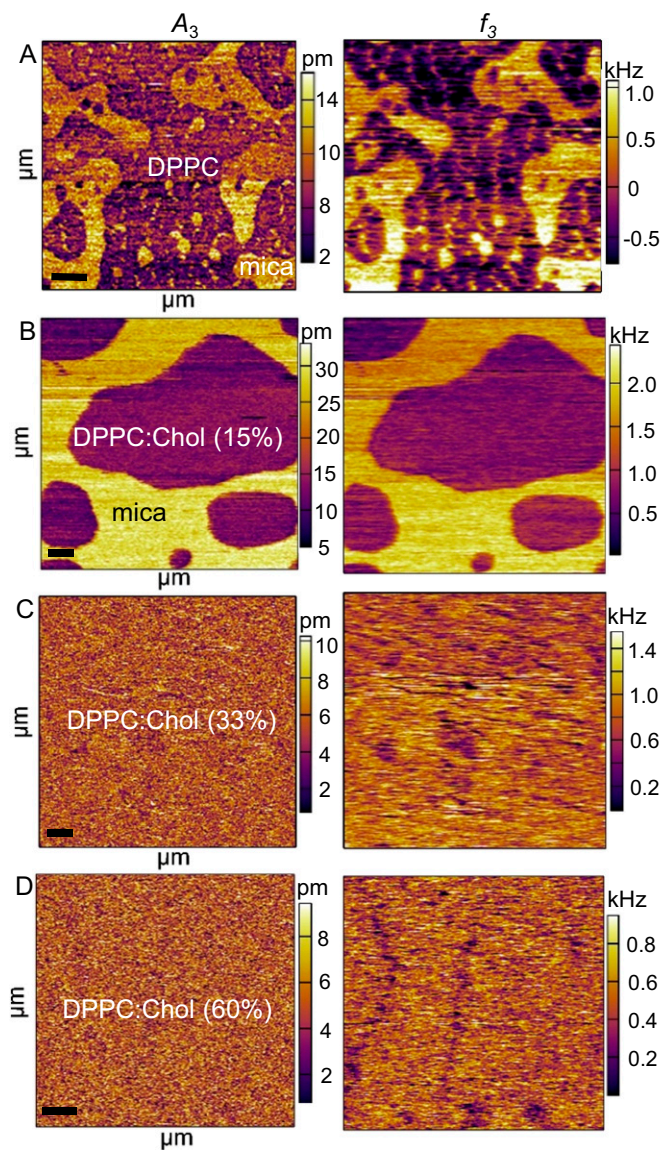 A₃
f₃
A
pm
14
10
8
2
DPPC
mica
µm
µm
kHz
1.0
0.5
0
-0.5
B
pm
30
25
20
15
10
5
DPPC:Chol (15%)
mica
µm
µm
kHz
2.0
1.5
1.0
0.5
C
pm
10
8
6
4
2
DPPC:Chol (33%)
µm
µm
kHz
1.4
1.0
0.6
0.2
D
pm
8
6
4
2
DPPC:Chol (60%)
µm
µm
kHz
0.8
0.6
0.4
0.2